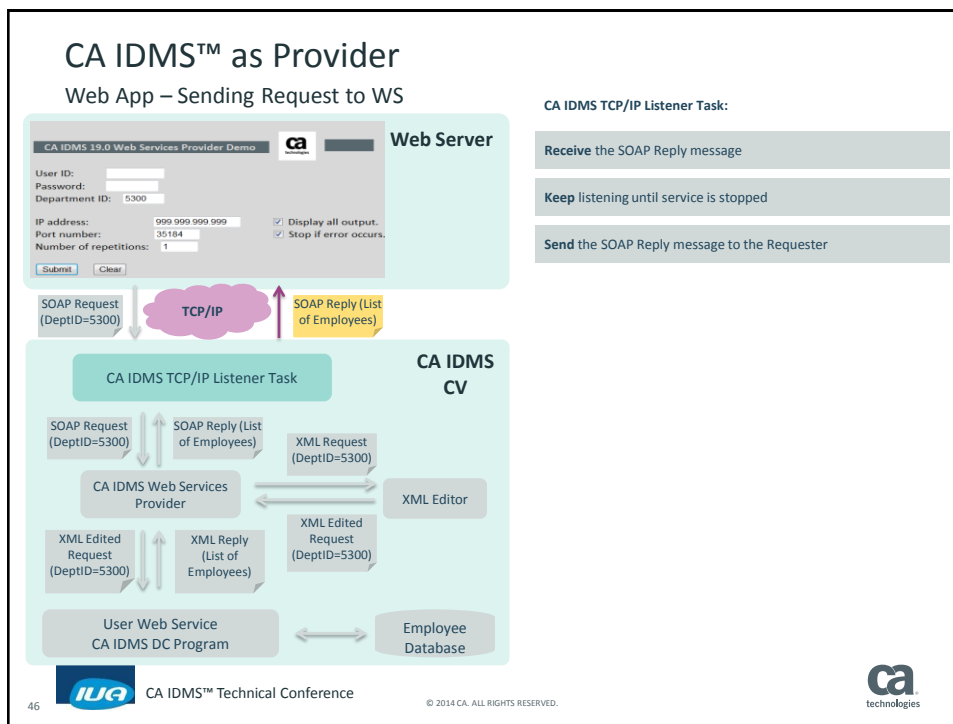 CA IDMS™ as Provider
Web App – Sending Request to WS
CA IDMS 19.0 Web Services Provider Demo
ca
technologies
Web Server
User ID:
Password:
Department ID: 5300
IP address: 999.999.999.999
Display all output.
Port number: 35184
Stop if error occurs.
Number of repetitions: 1
Submit Clear
SOAP Request
(DeptID=5300)
TCP/IP
SOAP Reply (List
of Employees)
CA IDMS
CV
CA IDMS TCP/IP Listener Task
SOAP Request
(DeptID=5300)
SOAP Reply (List
of Employees)
XML Request
(DeptID=5300)
CA IDMS Web Services
Provider
XML Editor
XML Edited
Request
(DeptID=5300)
XML Reply
(List of
Employees)
XML Edited
Request
(DeptID=5300)
User Web Service
CA IDMS DC Program
Employee
Database
CA IDMS TCP/IP Listener Task:
Receive the SOAP Reply message
Keep listening until service is stopped
Send the SOAP Reply message to the Requester
46
IUA
CA IDMS™ Technical Conference
© 2014 CA. ALL RIGHTS RESERVED.
ca
technologies